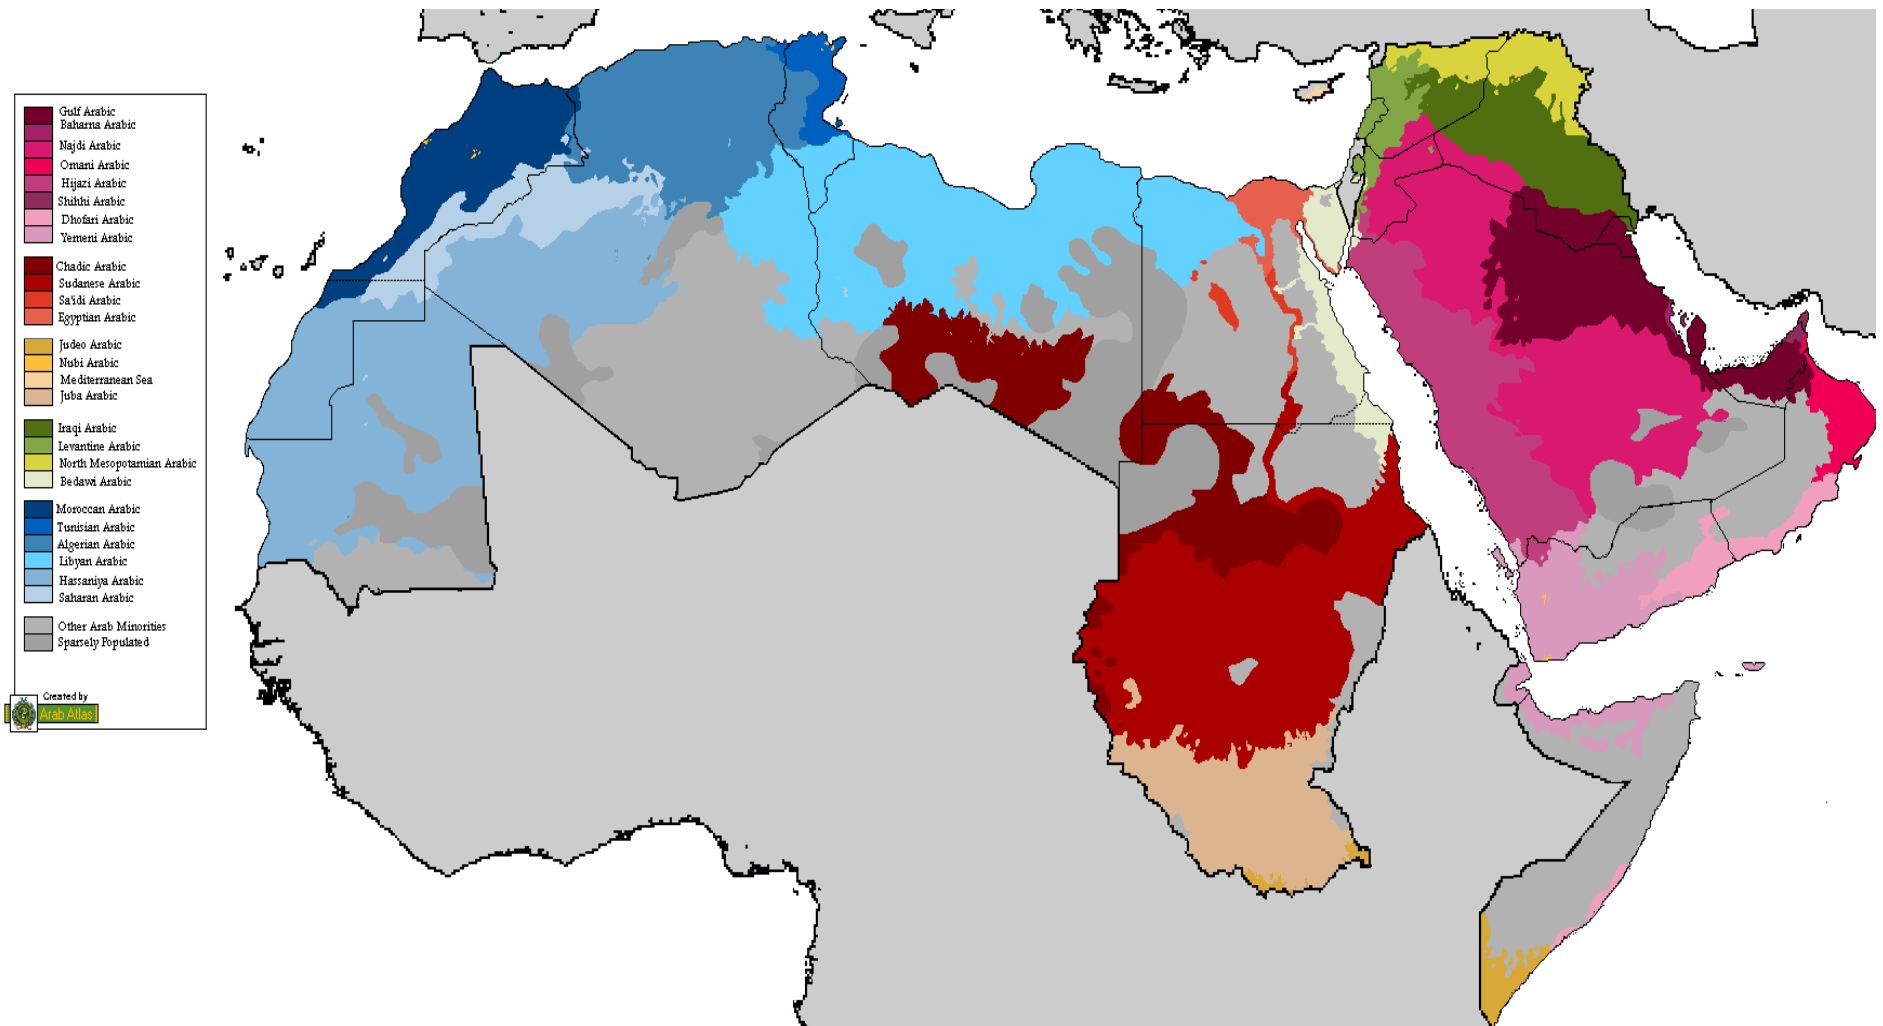 Gulf Arabic
Baharna Arabic
Najdi Arabic
Omani Arabic
Hijazi Arabic
Shihhi Arabic
Dhofari Arabic
Yemeni Arabic
Chadic Arabic
Sudanese Arabic
Sa'idi Arabic
Egyptian Arabic
Judeo Arabic
Nubi Arabic
Mediterranean Sea
Juba Arabic
Iraqi Arabic
Levantine Arabic
North Mesopotamian Arabic
Bedawi Arabic
Moroccan Arabic
Tunisian Arabic
Algerian Arabic
Libyan Arabic
Hassaniya Arabic
Saharan Arabic
Other Arab Minorities
Sparsely Populated
Created by
Arab Atlas